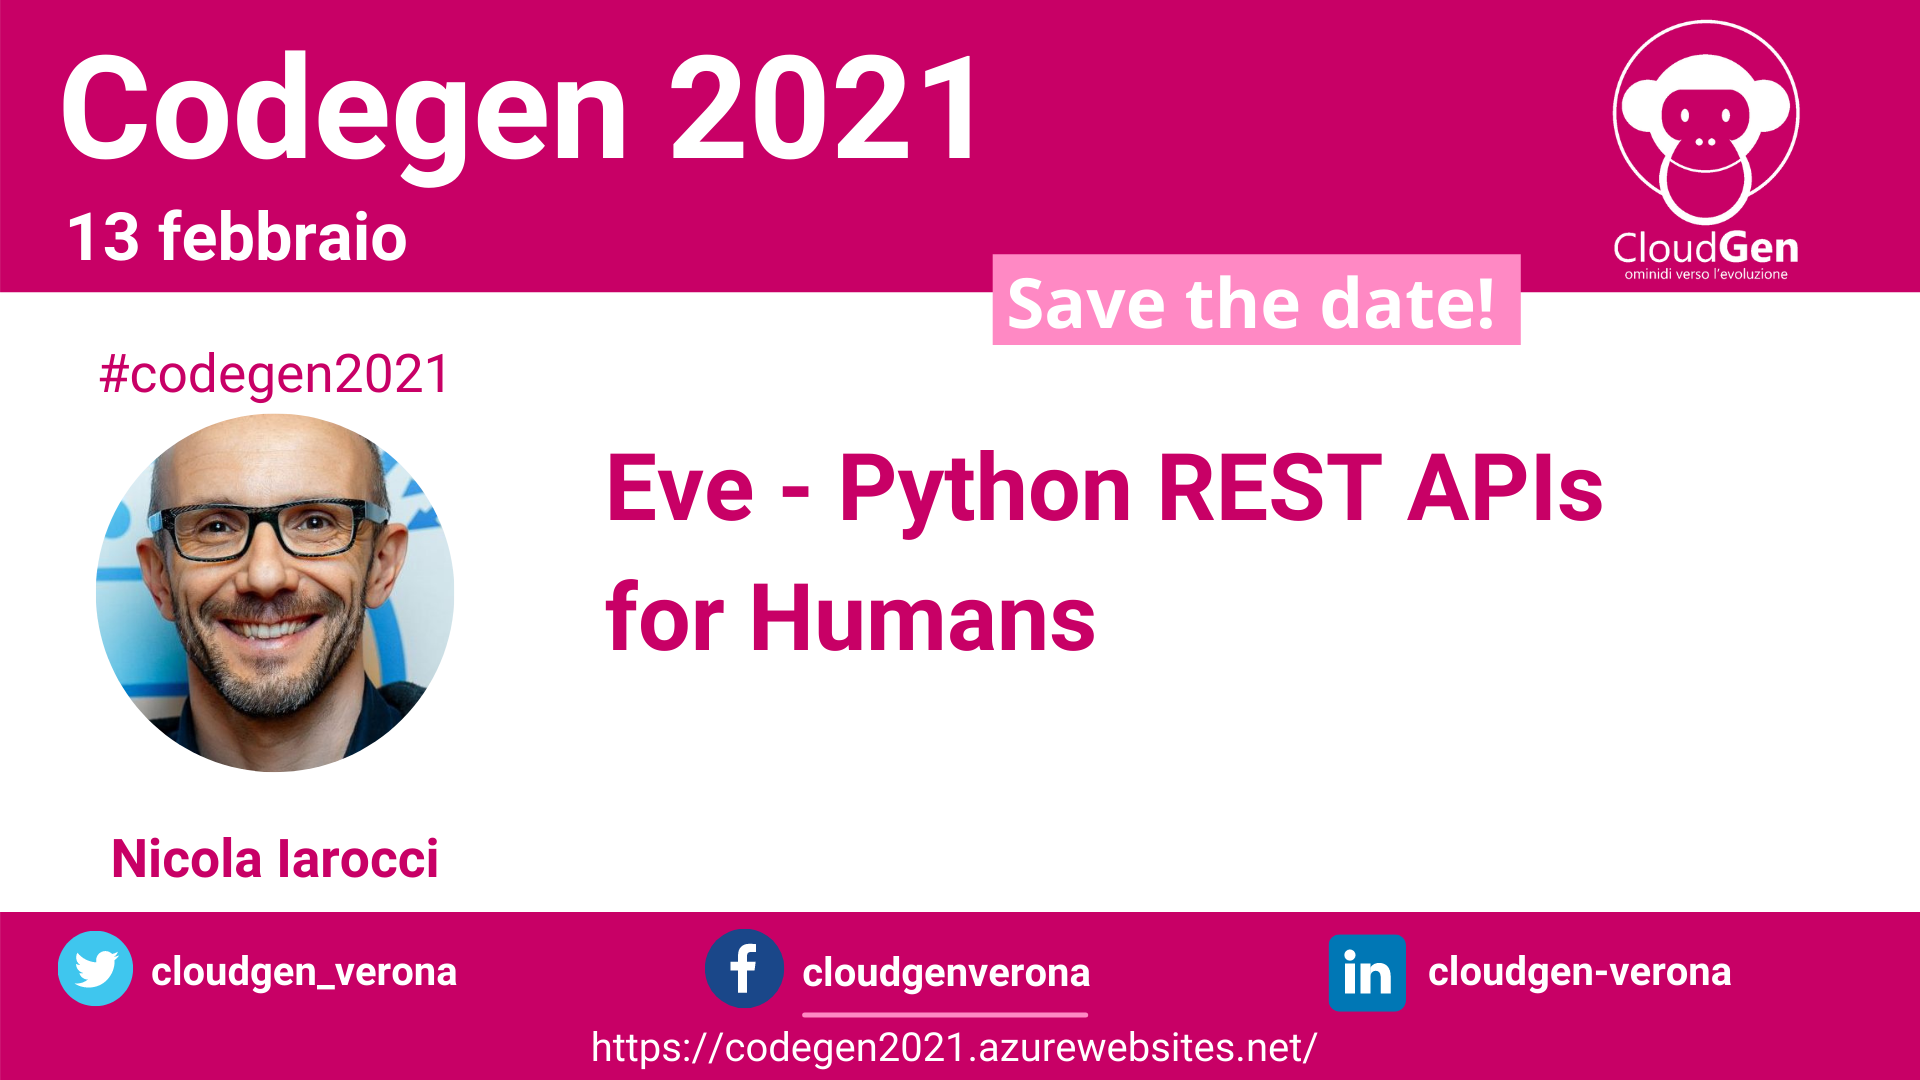 Codegen 2021
13 febbraio
CloudGen
ominidi verso l'evoluzione
Save the date!
#codegen2021
Eve - Python REST APIs
for Humans
Nicola Iarocci
cloudgen_verona
cloudgenverona
cloudgen-verona
https://codegen2021.azurewebsites.net/